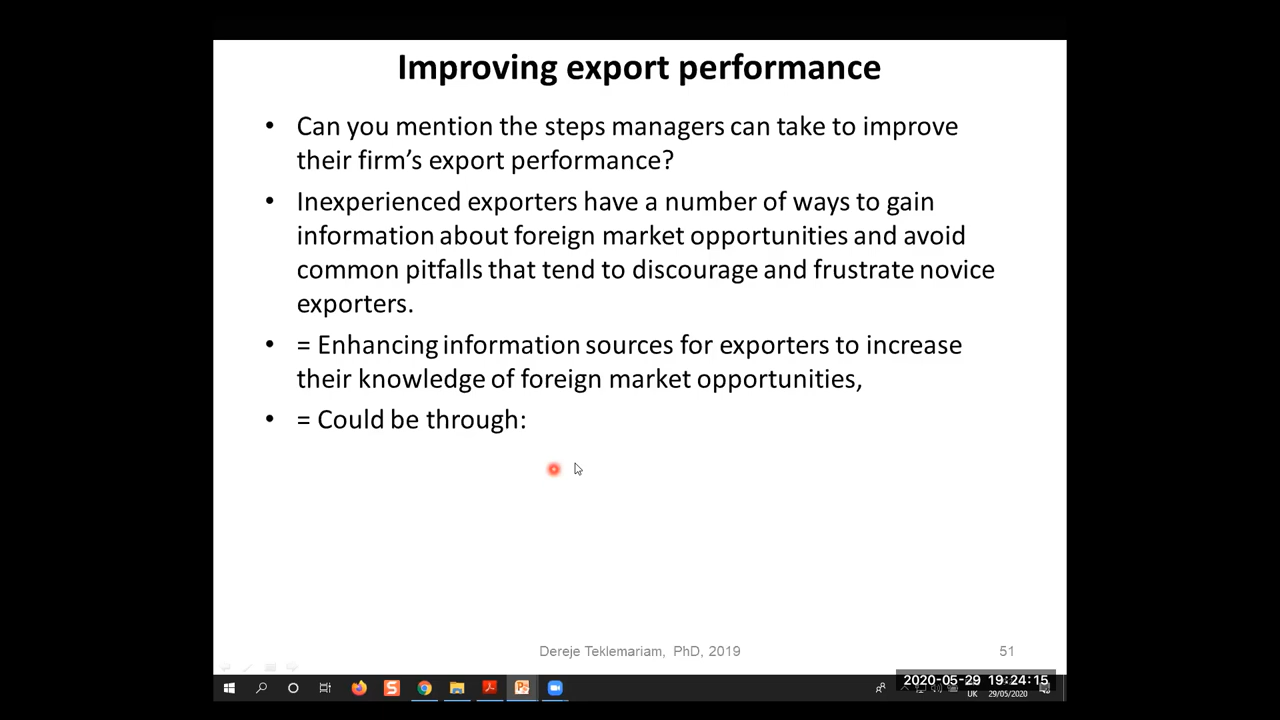 Improving export performance
• Can you mention the steps managers can take to improve
their firm's export performance?
• Inexperienced exporters have a number of ways to gain
information about foreign market opportunities and avoid
common pitfalls that tend to discourage and frustrate novice
exporters.
• = Enhancing information sources for exporters to increase
their knowledge of foreign market opportunities,
• = Could be through:
Dereje Teklemariam, PhD, 2019
51
2020-05-29 19:24:15
UK
29/05/2020